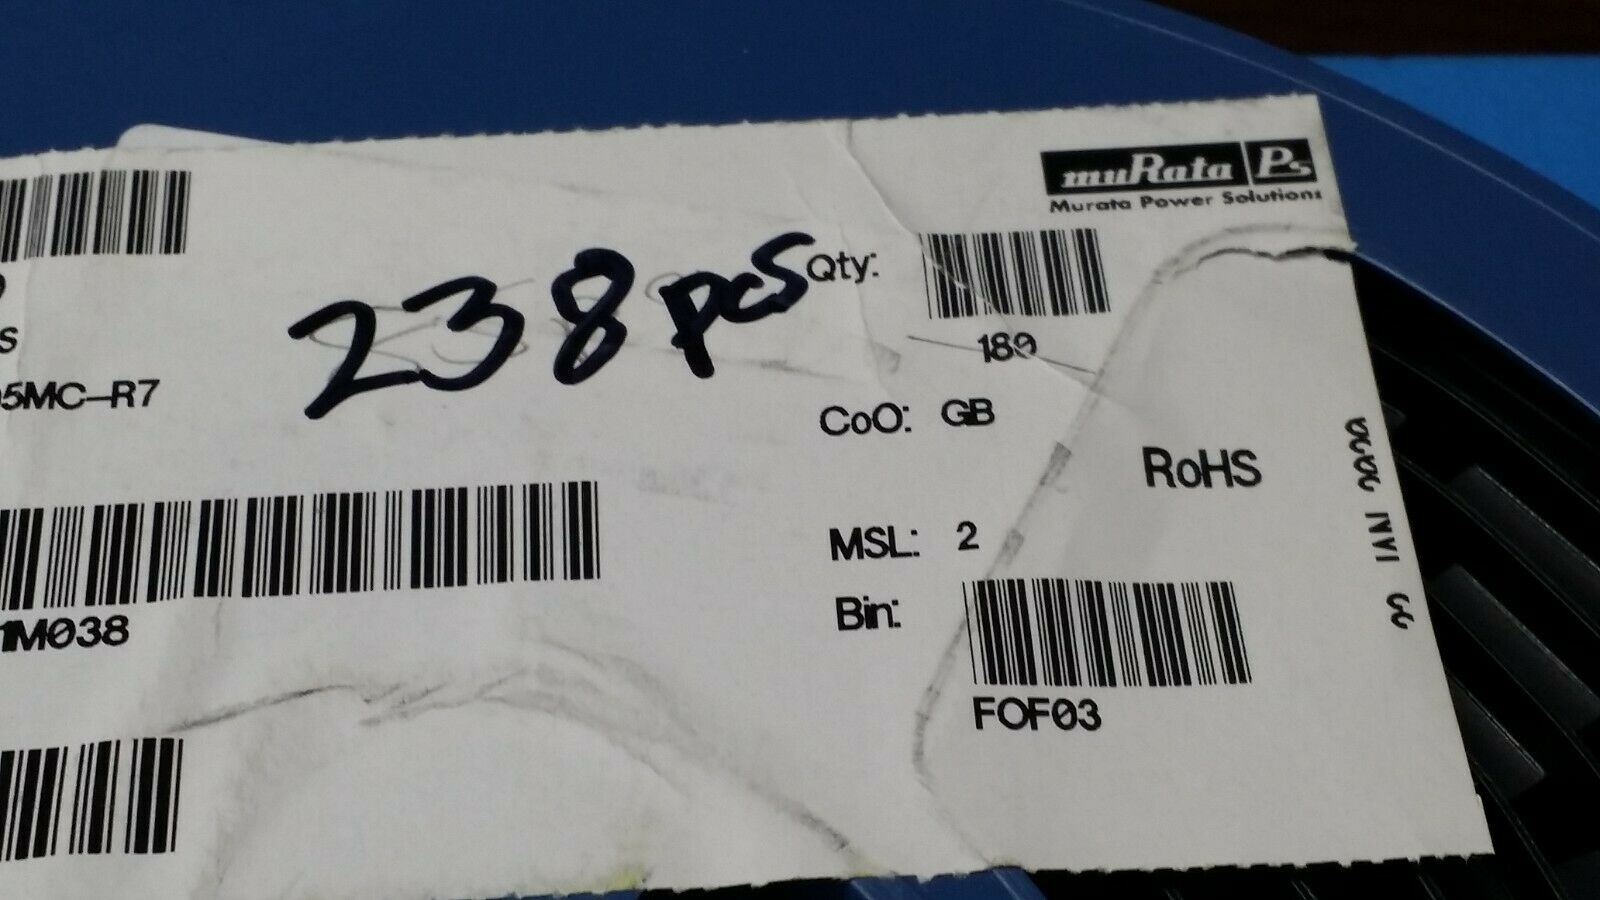 muRata Ps
Murata Power Solutions
238 pcs
Qty:
180
S
5MC-R7
CoO: GB
RoHS
MSL: 2
1M038
Bin:
FOF03